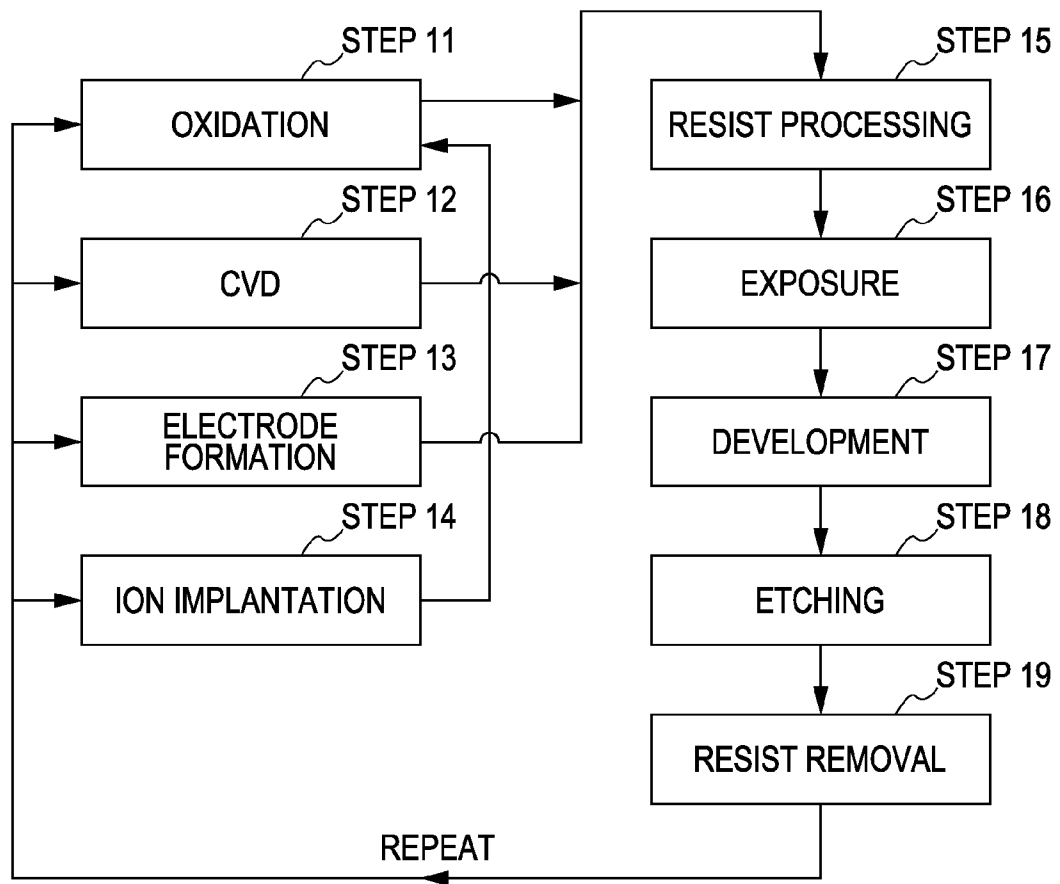 STEP 11
OXIDATION
STEP 12
CVD
STEP 13
ELECTRODE
FORMATION
STEP 14
ION IMPLANTATION
STEP 15
RESIST PROCESSING
STEP 16
EXPOSURE
STEP 17
DEVELOPMENT
STEP 18
ETCHING
STEP 19
RESIST REMOVAL
REPEAT